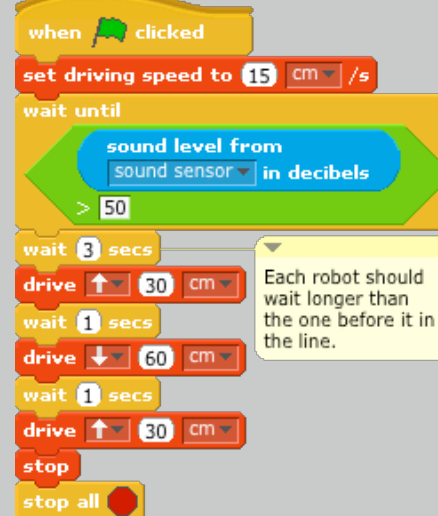 when clicked
set driving speed to 15 cm /s
wait until
sound level from
sound sensor in decibels
> 50
wait 3 secs
drive ↑ 30 cm
wait 1 secs
drive ↓ 60 cm
wait 1 secs
drive ↑ 30 cm
stop
stop all
Each robot should
wait longer than
the one before it in
the line.